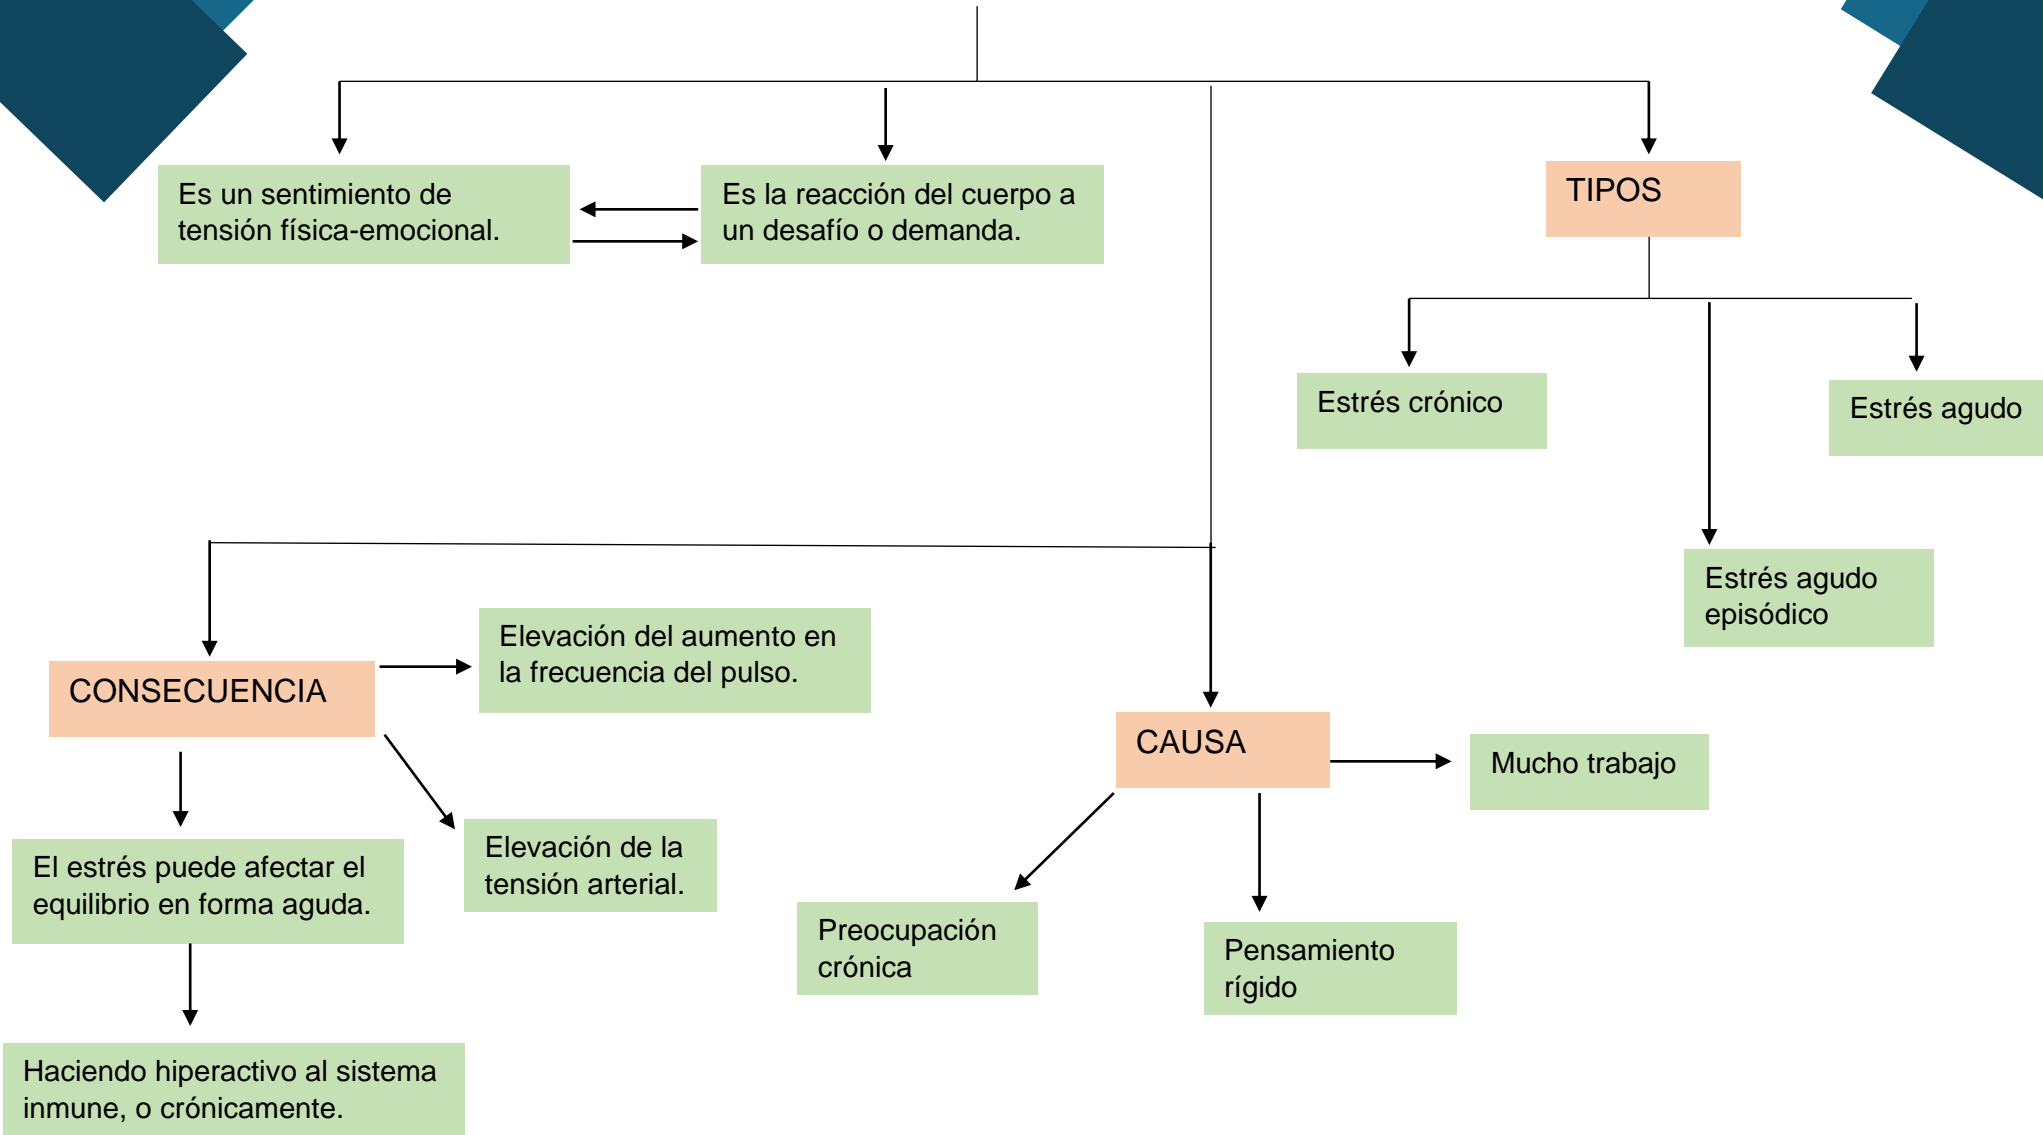 Es un sentimiento de
tensión física-emocional.
Es la reacción del cuerpo a
un desafío o demanda.
TIPOS
Estrés crónico
Estrés agudo
Estrés agudo
episódico
Elevación del aumento en
la frecuencia del pulso.
CONSECUENCIA
CAUSA
Mucho trabajo
Elevación de la
tensión arterial.
El estrés puede afectar el
equilibrio en forma aguda.
Preocupación
crónica
Pensamiento
rígido
Haciendo hiperactivo al sistema
inmune, o crónicamente.